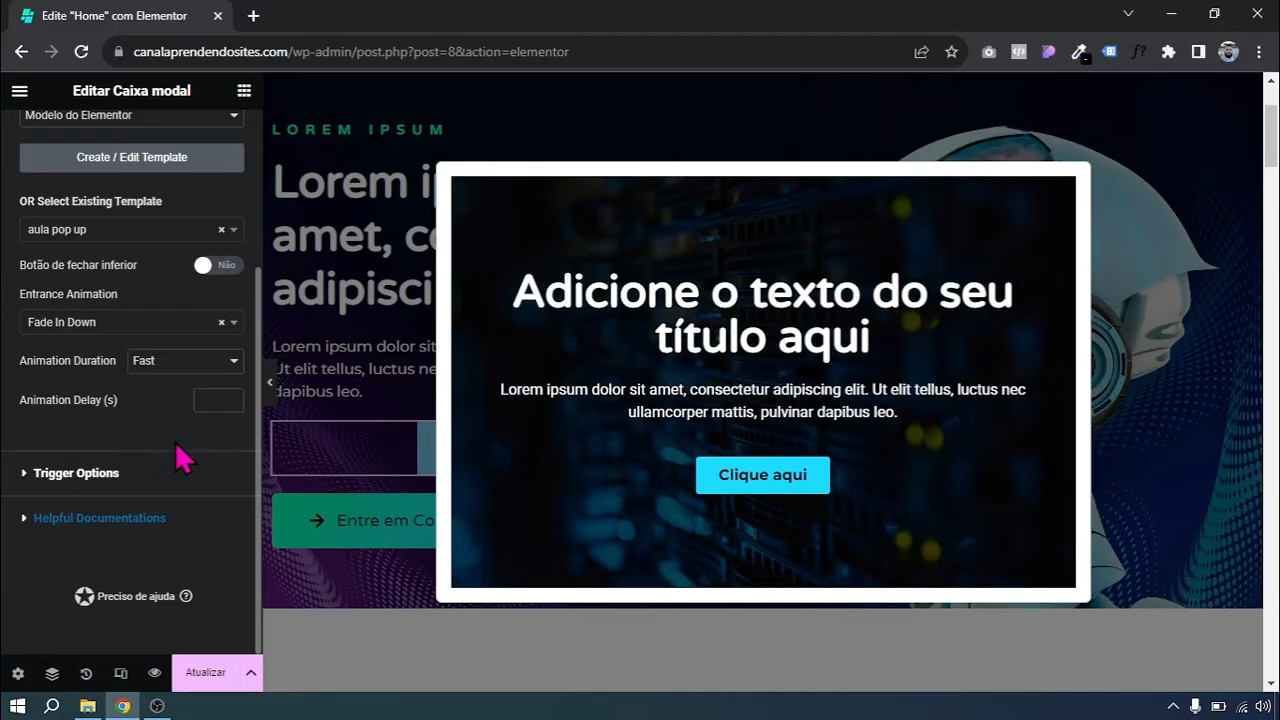 Edite "Home" com Elementor
canalaprendendosites.com/wp-admin/post.php?post=8&action=elementor
f?
Editar Caixa modal
Modelo do Elementor
Create / Edit Template
OR Select Existing Template
aula pop up
Botão de fechar inferior
Não
Entrance Animation
Fade In Down
Animation Duration
Fast
Animation Delay (s)
Trigger Options
Helpful Documentations
Preciso de ajuda
Atualizar
LOREM IPSUM
Lorem i
amet, c
adipisci
Lorem ipsum dolor sit
Ut elit tellus, luctus ne
dapibus leo.
Entre em Co
Adicione o texto do seu
título aqui
Lorem ipsum dolor sit amet, consectetur adipiscing elit. Ut elit tellus, luctus nec
ullamcorper mattis, pulvinar dapibus leo.
Clique aqui